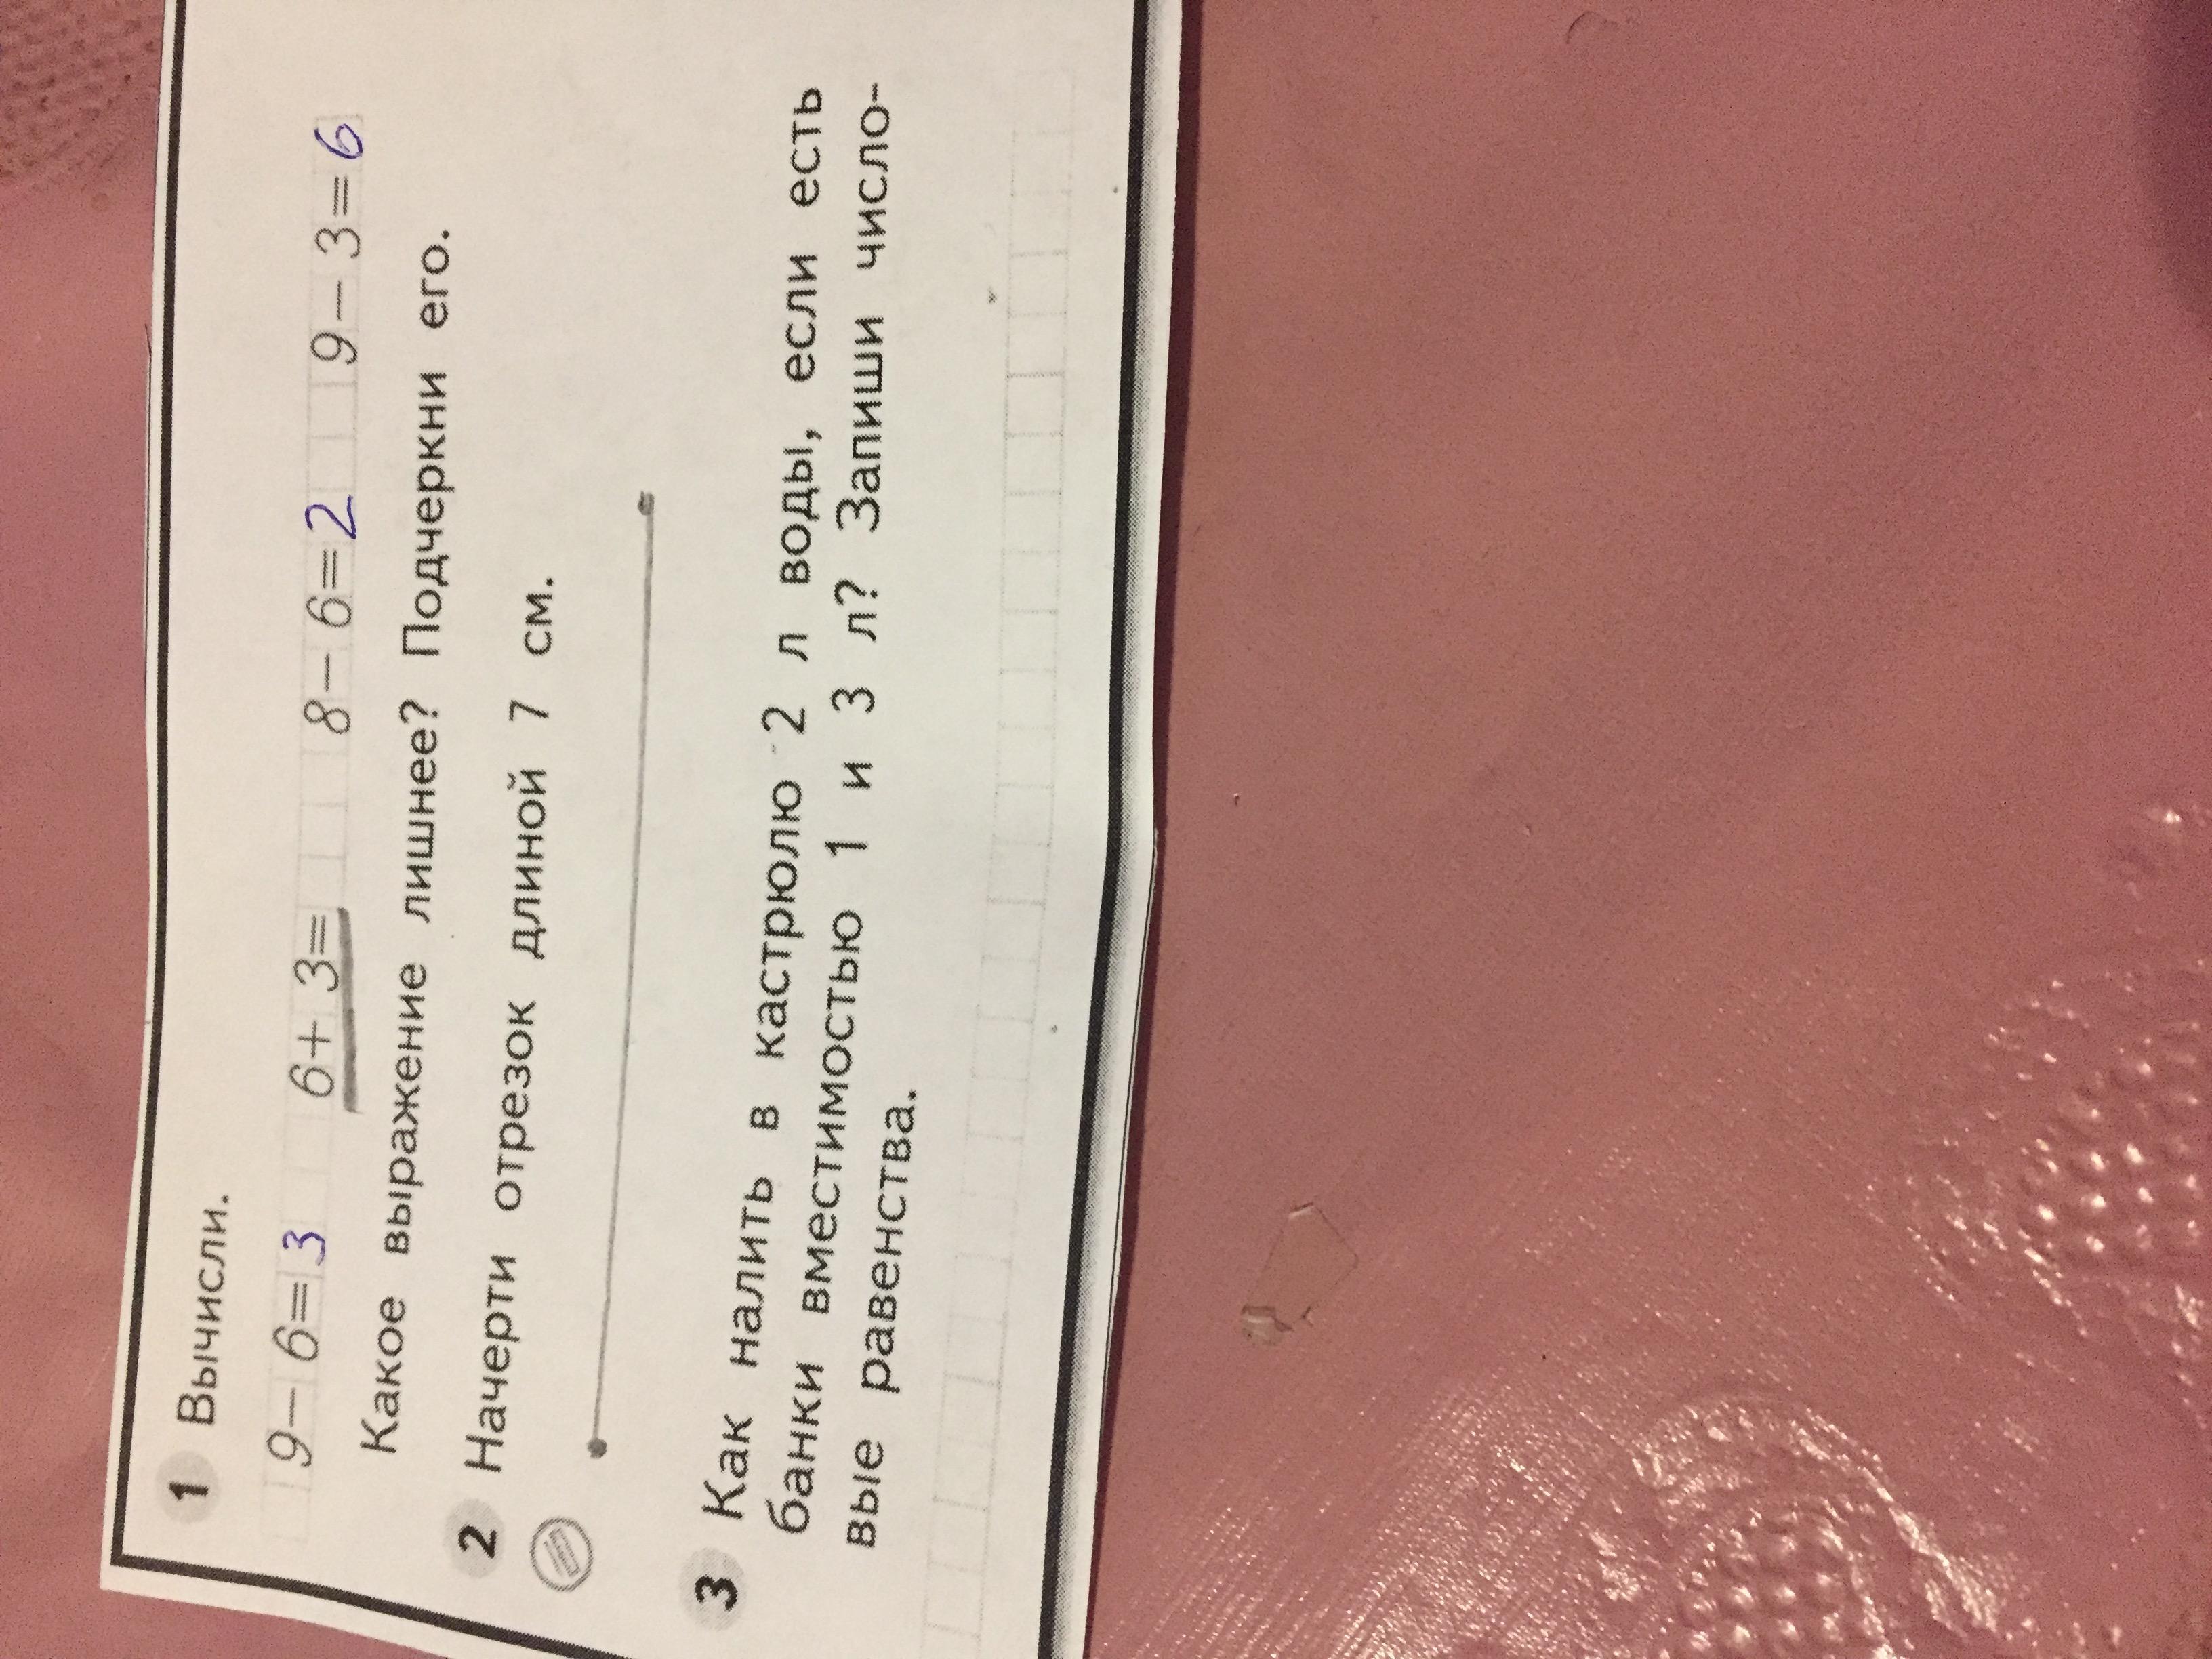 1 Вычисли.
9-6=3 6+3= 8-6=2 9-3=6
Какое выражение лишнее? Подчеркни его.
2 Начерти отрезок длиной 7 см.
3 Как налить в кастрюлю 2 л воды, если есть
банки вместимостью 1 и 3 л? Запиши число-
вые равенства.